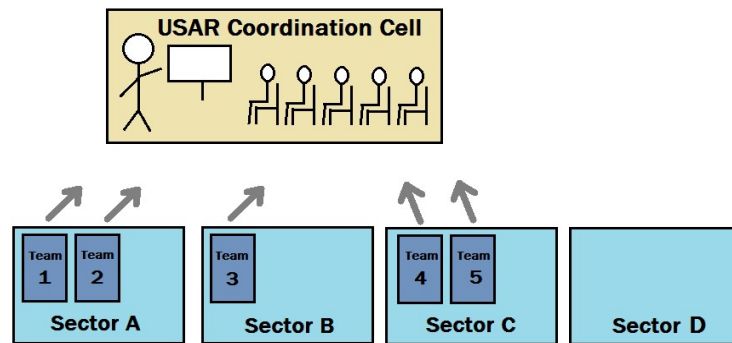 USAR Coordination Cell
Team
1
Team
2
Sector A
Team
3
Sector B
Team
4
Team
5
Sector C
Sector D